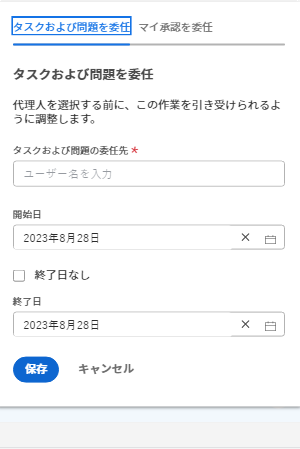 タスクおよび問題を委任 マイ承認を委任
タスクおよび問題を委任
代理人を選択する前に、この作業を引き受けられるよ
うに調整します。
タスクおよび問題の委任先 *
ユーザー名を入力
開始日
2023年8月28日
終了日なし
終了日
2023年8月28日
保存 キャンセル